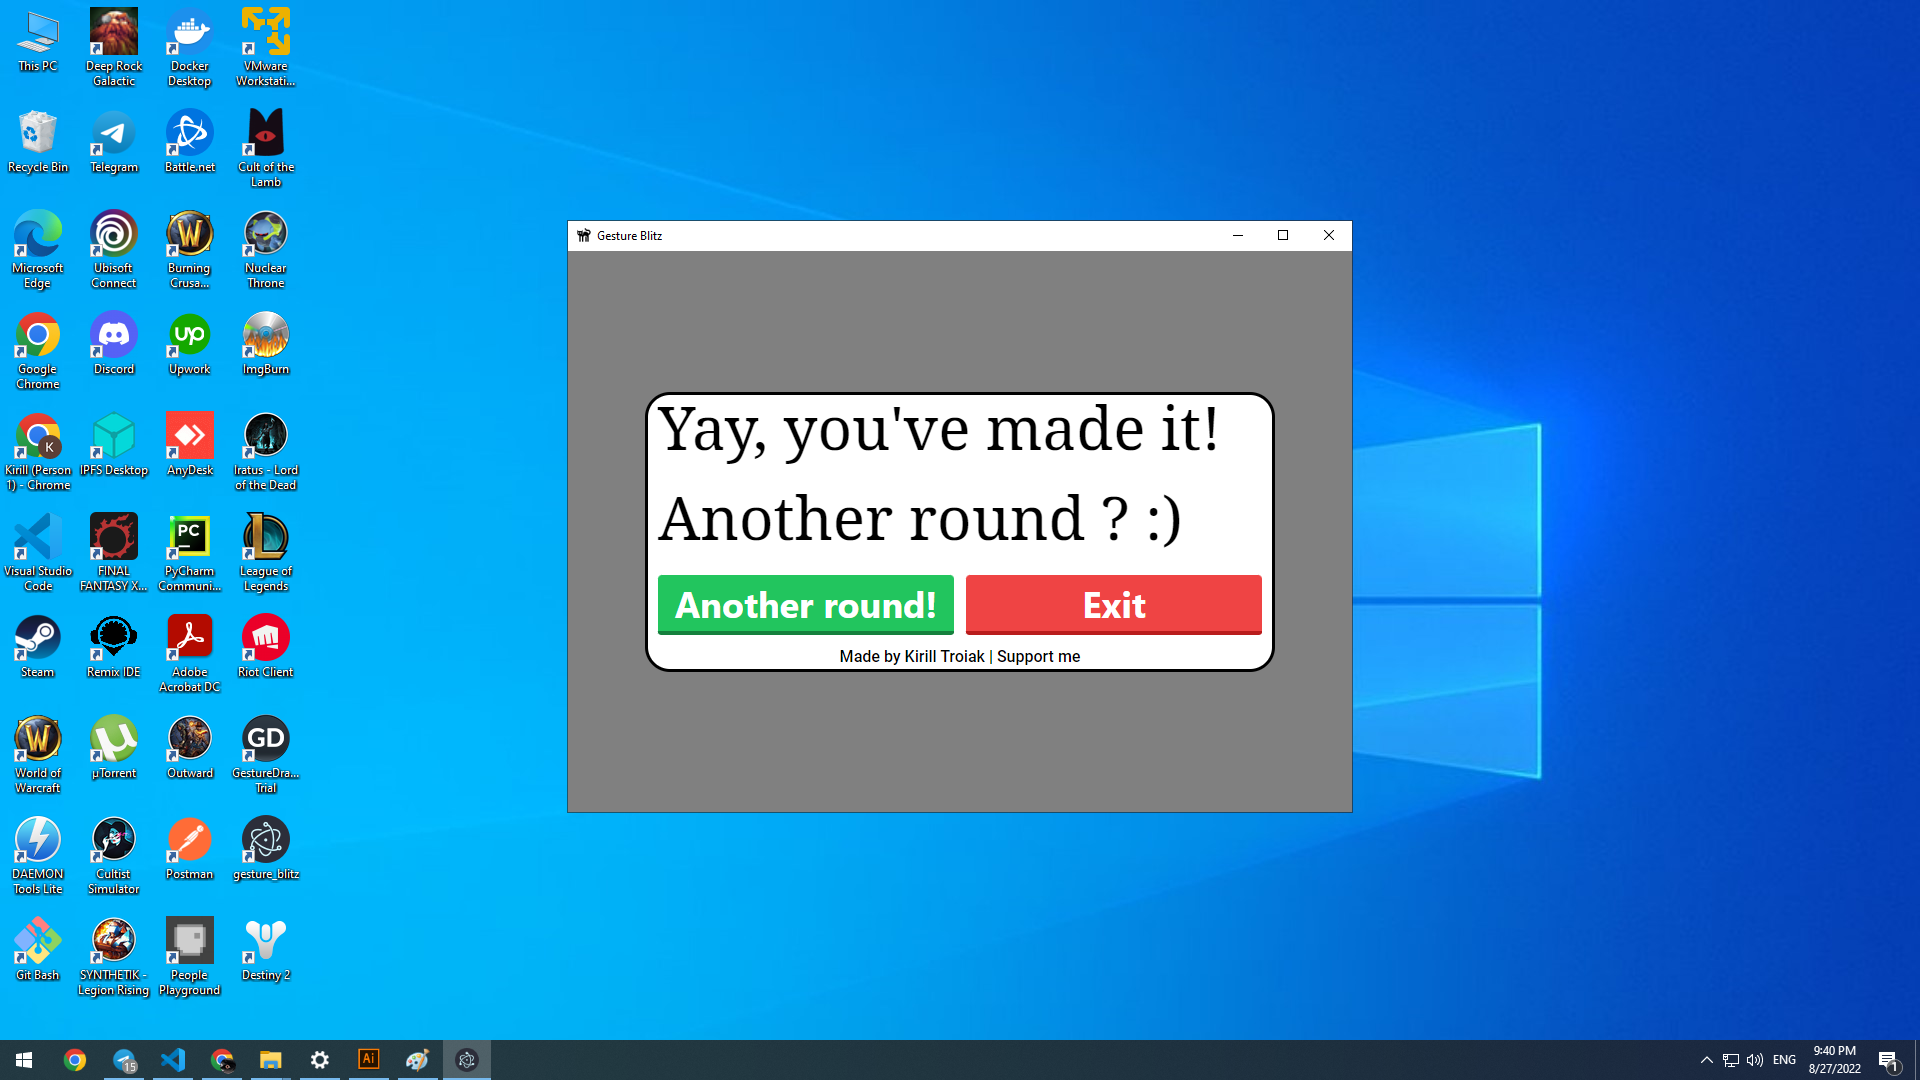 This PC
Deep Rock
Galactic
Docker
Desktop
VMware
Workstati...
Recycle Bin
Telegram
Battle.net
Cult of the
Lamb
Microsoft
Edge
Ubisoft
Connect
Burning
Crusa...
Nuclear
Throne
Google
Chrome
Discord
Upwork
ImgBurn
Kirill (Person
1) - Chrome
IPFS Desktop
AnyDesk
Iratus - Lord
of the Dead
Visual Studio
Code
FINAL
FANTASY X...
PyCharm
Communi...
League of
Legends
Steam
Remix IDE
Adobe
Acrobat DC
Riot Client
World of
Warcraft
µTorrent
Outward
GestureDra...
Trial
DAEMON
Tools Lite
Cultist
Simulator
Postman
gesture_blitz
Git Bash
SYNTHETIK -
Legion Rising
People
Playground
Destiny 2
up
K
PC
W
W
GD
Gesture Blitz
Yay, you've made it!
Another round ? :)
Another round!
Exit
Made by Kirill Troiak | Support me
15
Ai
ENG
9:40 PM
8/27/2022
1